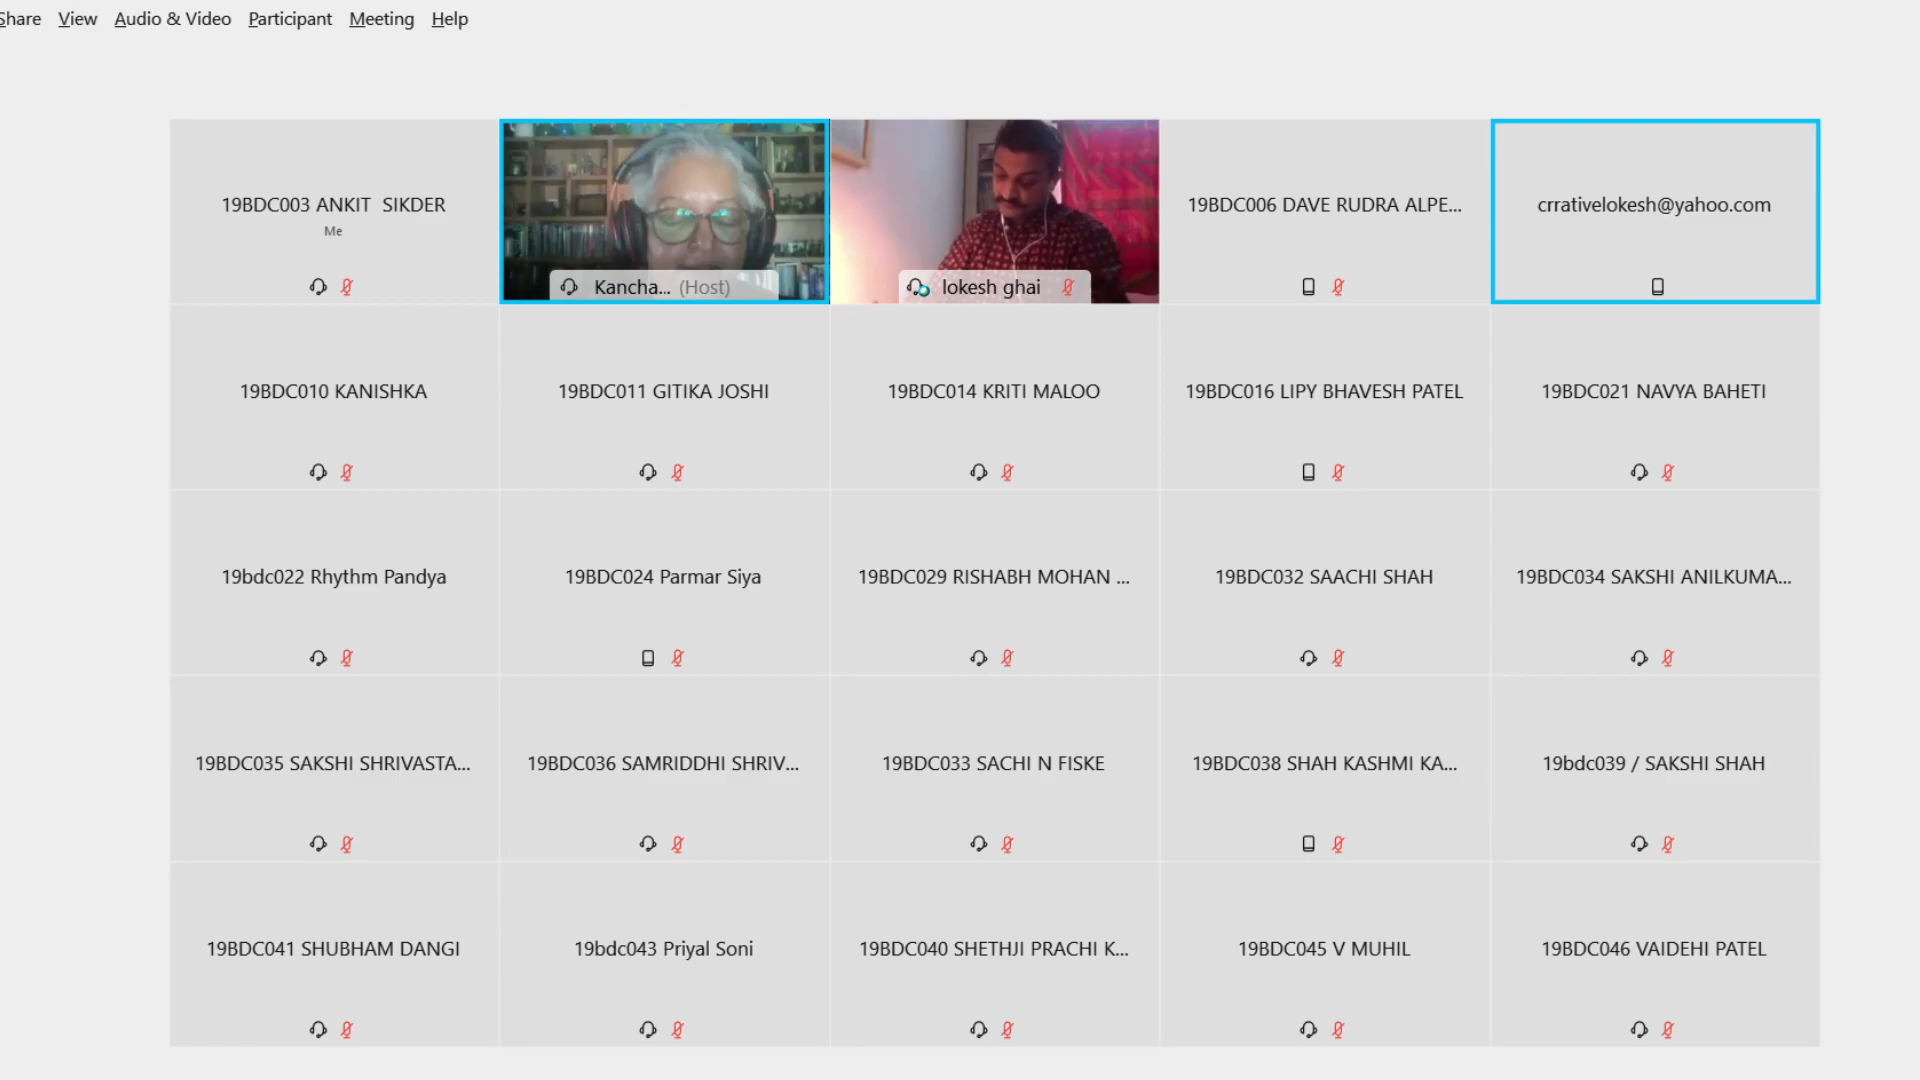 Share View Audio & Video Participant Meeting Help
19BDC003 ANKIT SIKDER
Me
Kancha... (Host)
lokesh ghai
19BDC006 DAVE RUDRA ALPE...
crrativelokesh@yahoo.com
19BDC010 KANISHKA
19BDC011 GITIKA JOSHI
19BDC014 KRITI MALOO
19BDC016 LIPY BHAVESH PATEL
19BDC021 NAVYA BAHETI
19bdc022 Rhythm Pandya
19BDC024 Parmar Siya
19BDC029 RISHABH MOHAN ...
19BDC032 SAACHI SHAH
19BDC034 SAKSHI ANILKUMA...
19BDC035 SAKSHI SHRIVASTA...
19BDC036 SAMRIDDHI SHRIV...
19BDC033 SACHI N FISKE
19BDC038 SHAH KASHMI KA...
19bdc039 / SAKSHI SHAH
19BDC041 SHUBHAM DANGI
19bdc043 Priyal Soni
19BDC040 SHETHJI PRACHI K...
19BDC045 V MUHIL
19BDC046 VAIDEHI PATEL